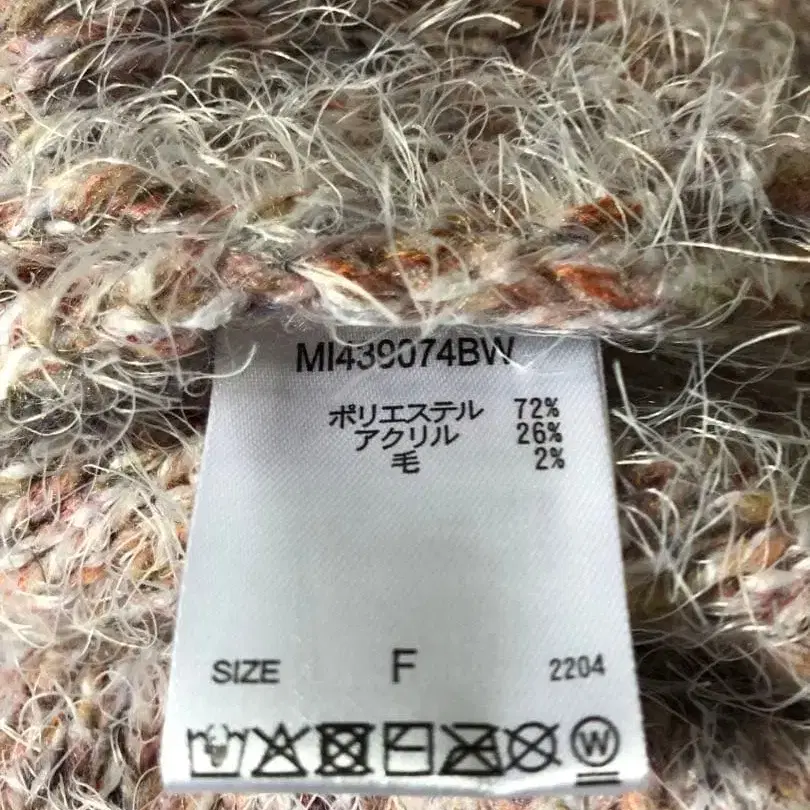 MI439074BW
ポリエステル 72%
アクリル 26%
毛 2%
SIZE F 2204
W